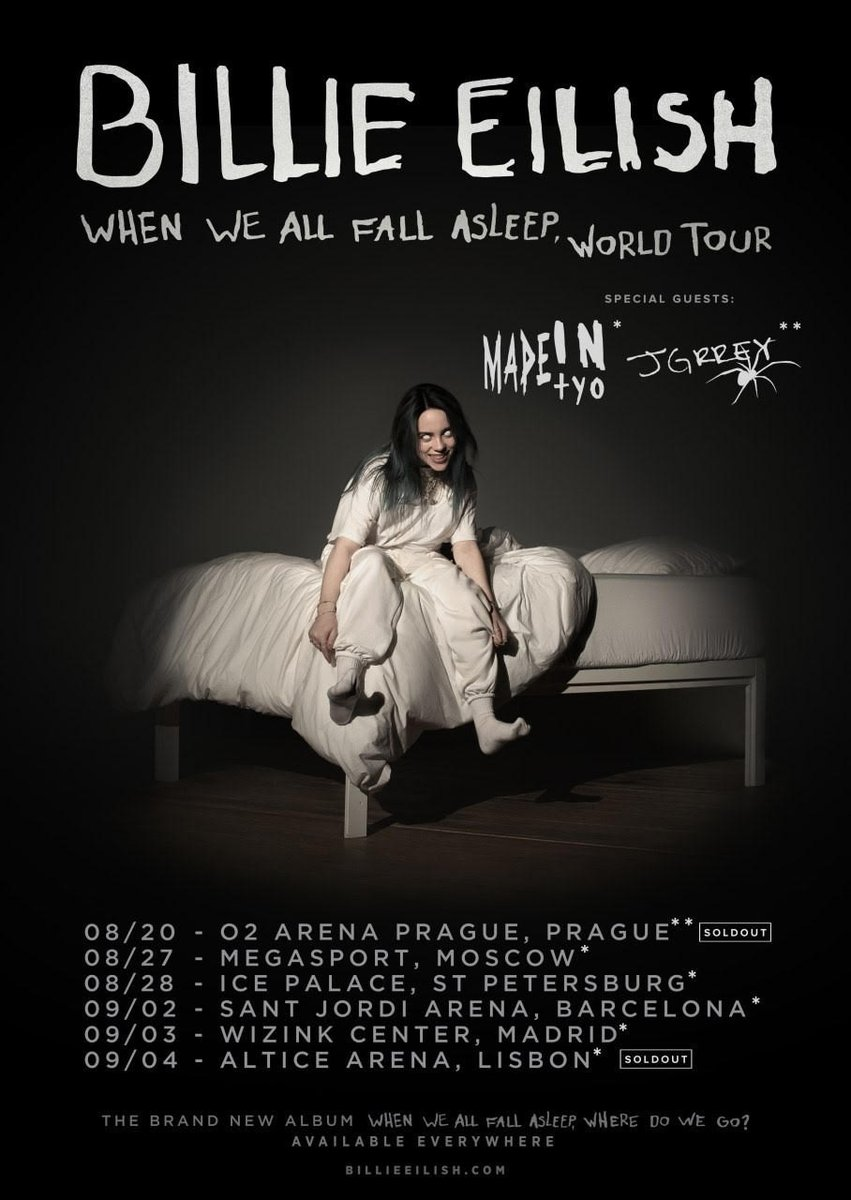 BILLIE EILISH
WHEN WE ALL FALL ASLEEP, WORLD TOUR
SPECIAL GUESTS:
MADEINTYO* JGRREY**
08/20 - O2 ARENA PRAGUE, PRAGUE** SOLDOUT
08/27 - MEGASPORT, MOSCOW*
08/28 - ICE PALACE, ST PETERSBURG*
09/02 - SANT JORDI ARENA, BARCELONA*
09/03 - WIZINK CENTER, MADRID*
09/04 - ALTICE ARENA, LISBON* SOLDOUT
THE BRAND NEW ALBUM WHEN WE ALL FALL ASLEEP, WHERE DO WE GO?
AVAILABLE EVERYWHERE
BILLIEEILISH.COM